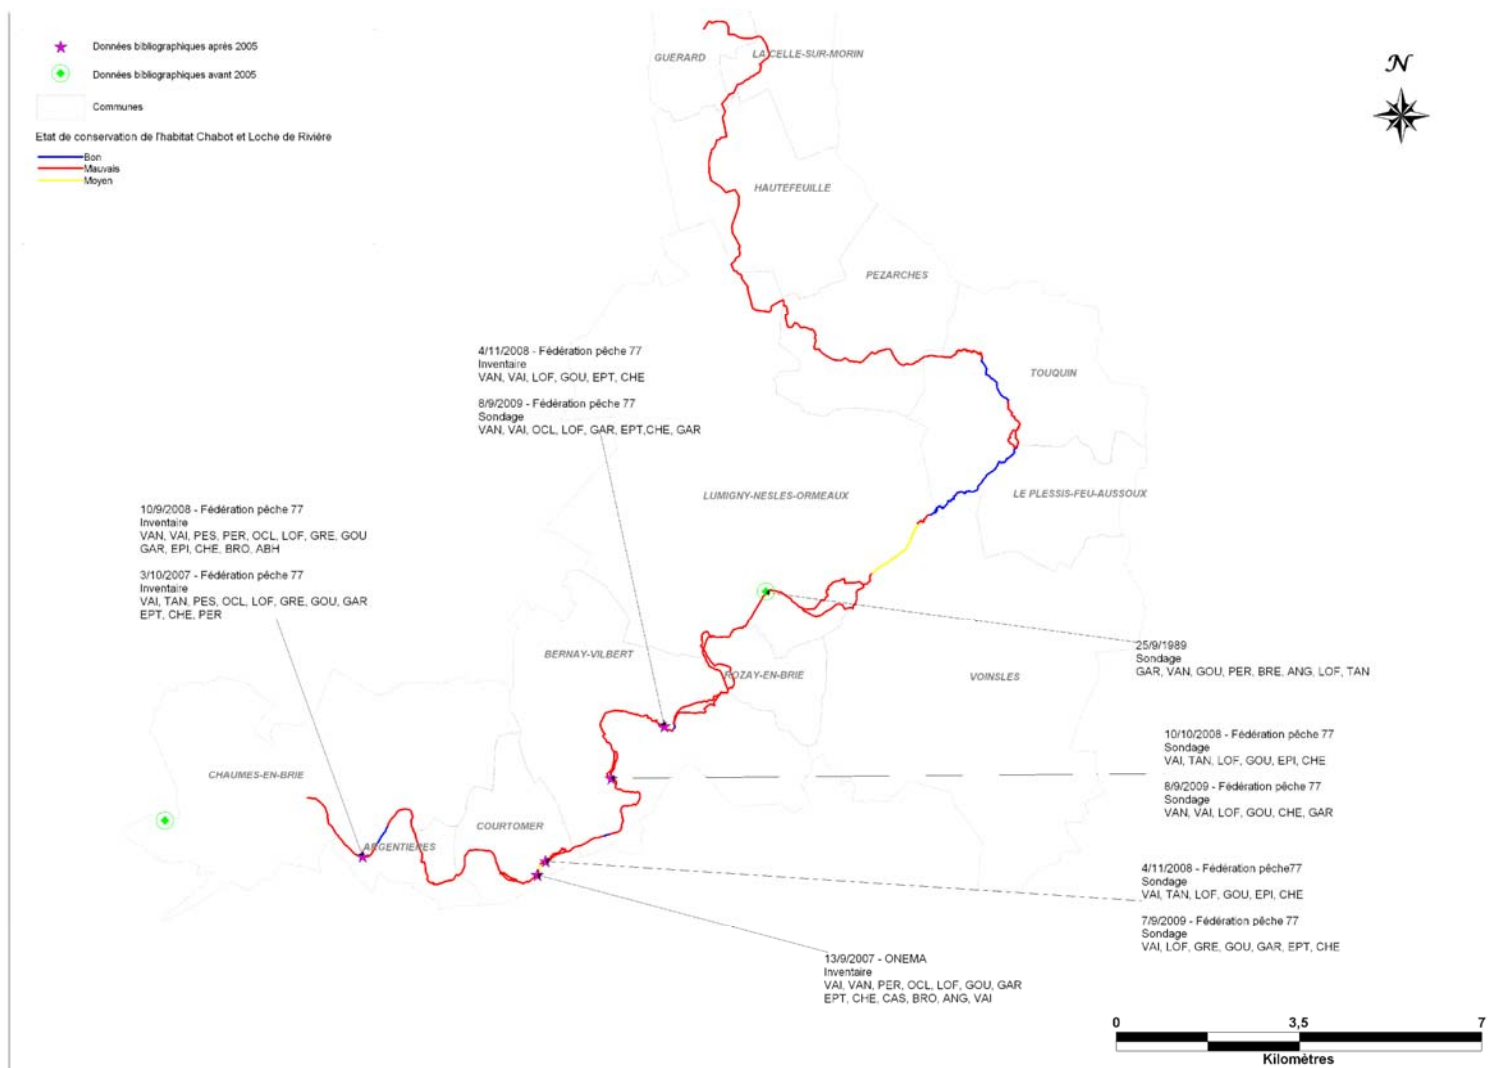 Données bibliographiques aprés 2005
Données bibliographiques avant 2005
Communes
Etat de conservation de l'habitat Chabot et Loche de Rivière
Bon
Mauvais
Moyen
GUERARD
LA CELLE-SUR-MORIN
N
HAUTEFEUILLE
PEZARCHES
TOUQUIN
4/11/2008 - Fédération pêche 77
Inventaire
VAN, VAI, LOF, GOU, EPT, CHE
8/9/2009 - Fédération pêche 77
Sondage
VAN, VAI, OCL, LOF, GAR, EPT,CHE, GAR
LUMIGNY-NESLES-ORMEAUX
LE PLESSIS-FEU-AUSSOUX
10/9/2008 - Fédération pêche 77
Inventaire
VAN, VAI, PES, PER, OCL, LOF, GRE, GOU
GAR, EPI, CHE, BRO, ABH
3/10/2007 - Fédération pêche 77
Inventaire
VAI, TAN, PES, OCL, LOF, GRE, GOU, GAR
EPT, CHE, PER
25/9/1989
Sondage
GAR, VAN, GOU, PER, BRE, ANG, LOF, TAN
BERNAY-VILBERT
ROZAY-EN-BRIE
VOINSLES
10/10/2008 - Fédération pêche 77
Sondage
VAI, TAN, LOF, GOU, EPI, CHE
8/9/2009 - Fédération pêche 77
Sondage
VAN, VAI, LOF, GOU, CHE, GAR
CHAUMES-EN-BRIE
COURTOMER
ARGENTIERES
4/11/2008 - Fédération pêche77
Sondage
VAI, TAN, LOF, GOU, EPI, CHE
7/9/2009 - Fédération pêche 77
Sondage
VAI, LOF, GRE, GOU, GAR, EPT, CHE
13/9/2007 - ONEMA
Inventaire
VAI, VAN, PER, OCL, LOF, GOU, GAR
EPT, CHE, CAS, BRO, ANG, VAI
0 3,5 7
Kilomètres